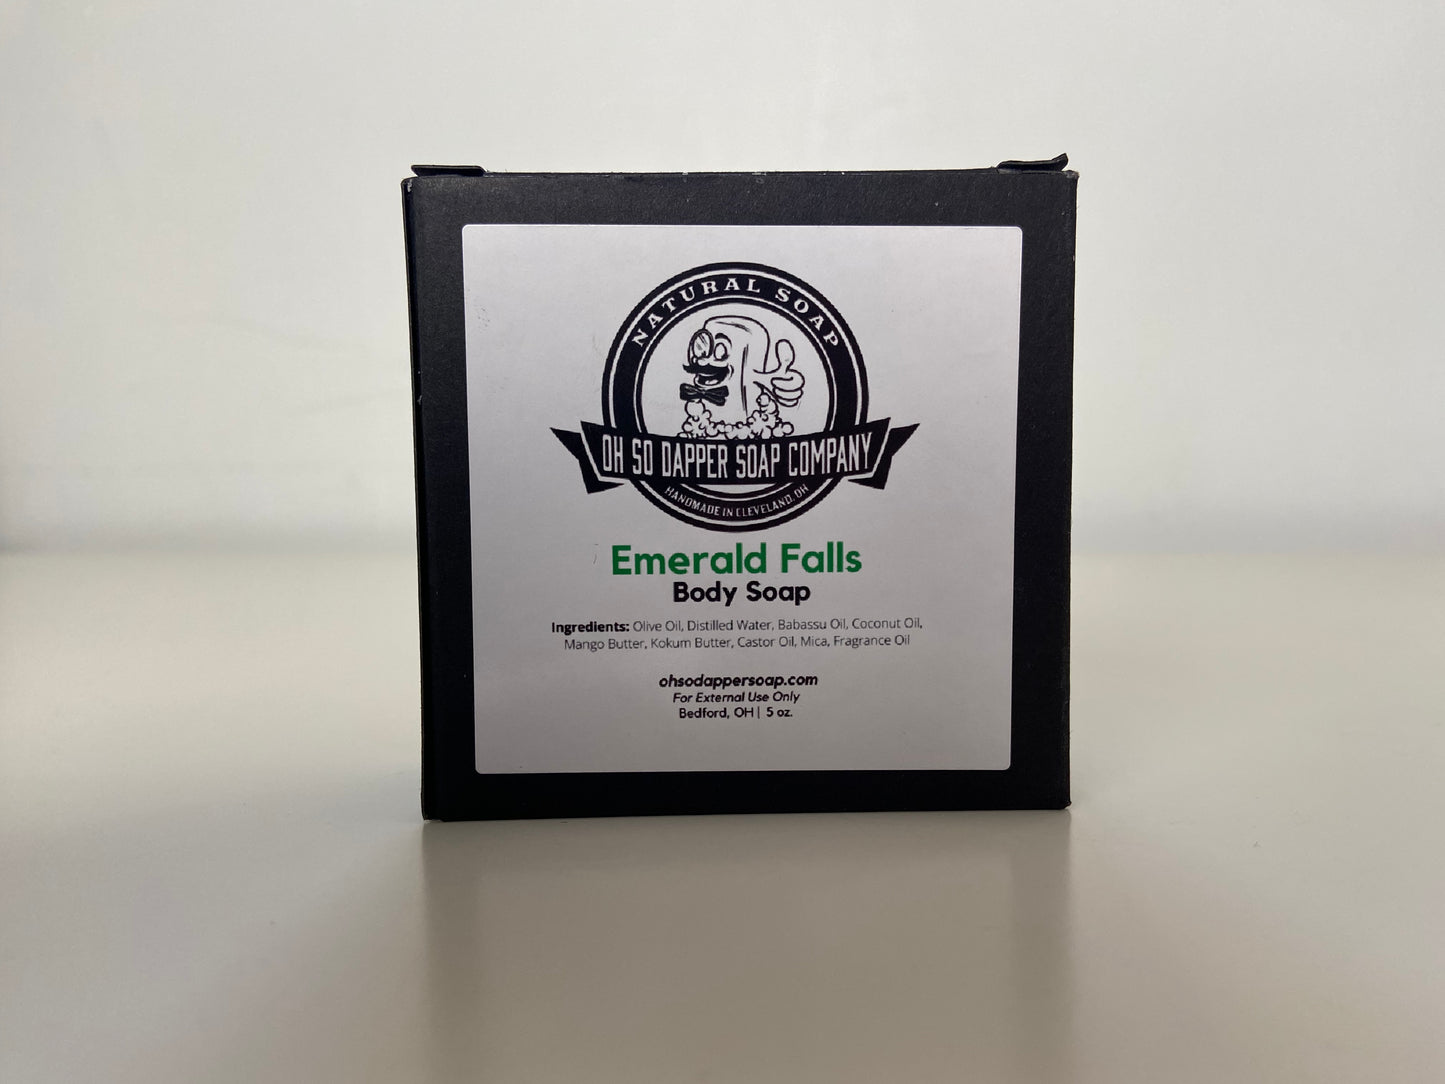 NATURAL SOAP
OH SO DAPPER SOAP COMPANY
HANDMADE IN CLEVELAND, OH
Emerald Falls
Body Soap
Ingredients: Olive Oil, Distilled Water, Babassu Oil, Coconut Oil,
Mango Butter, Kokum Butter, Castor Oil, Mica, Fragrance Oil
ohsodappersoap.com
For External Use Only
Bedford, OH | 5 oz.